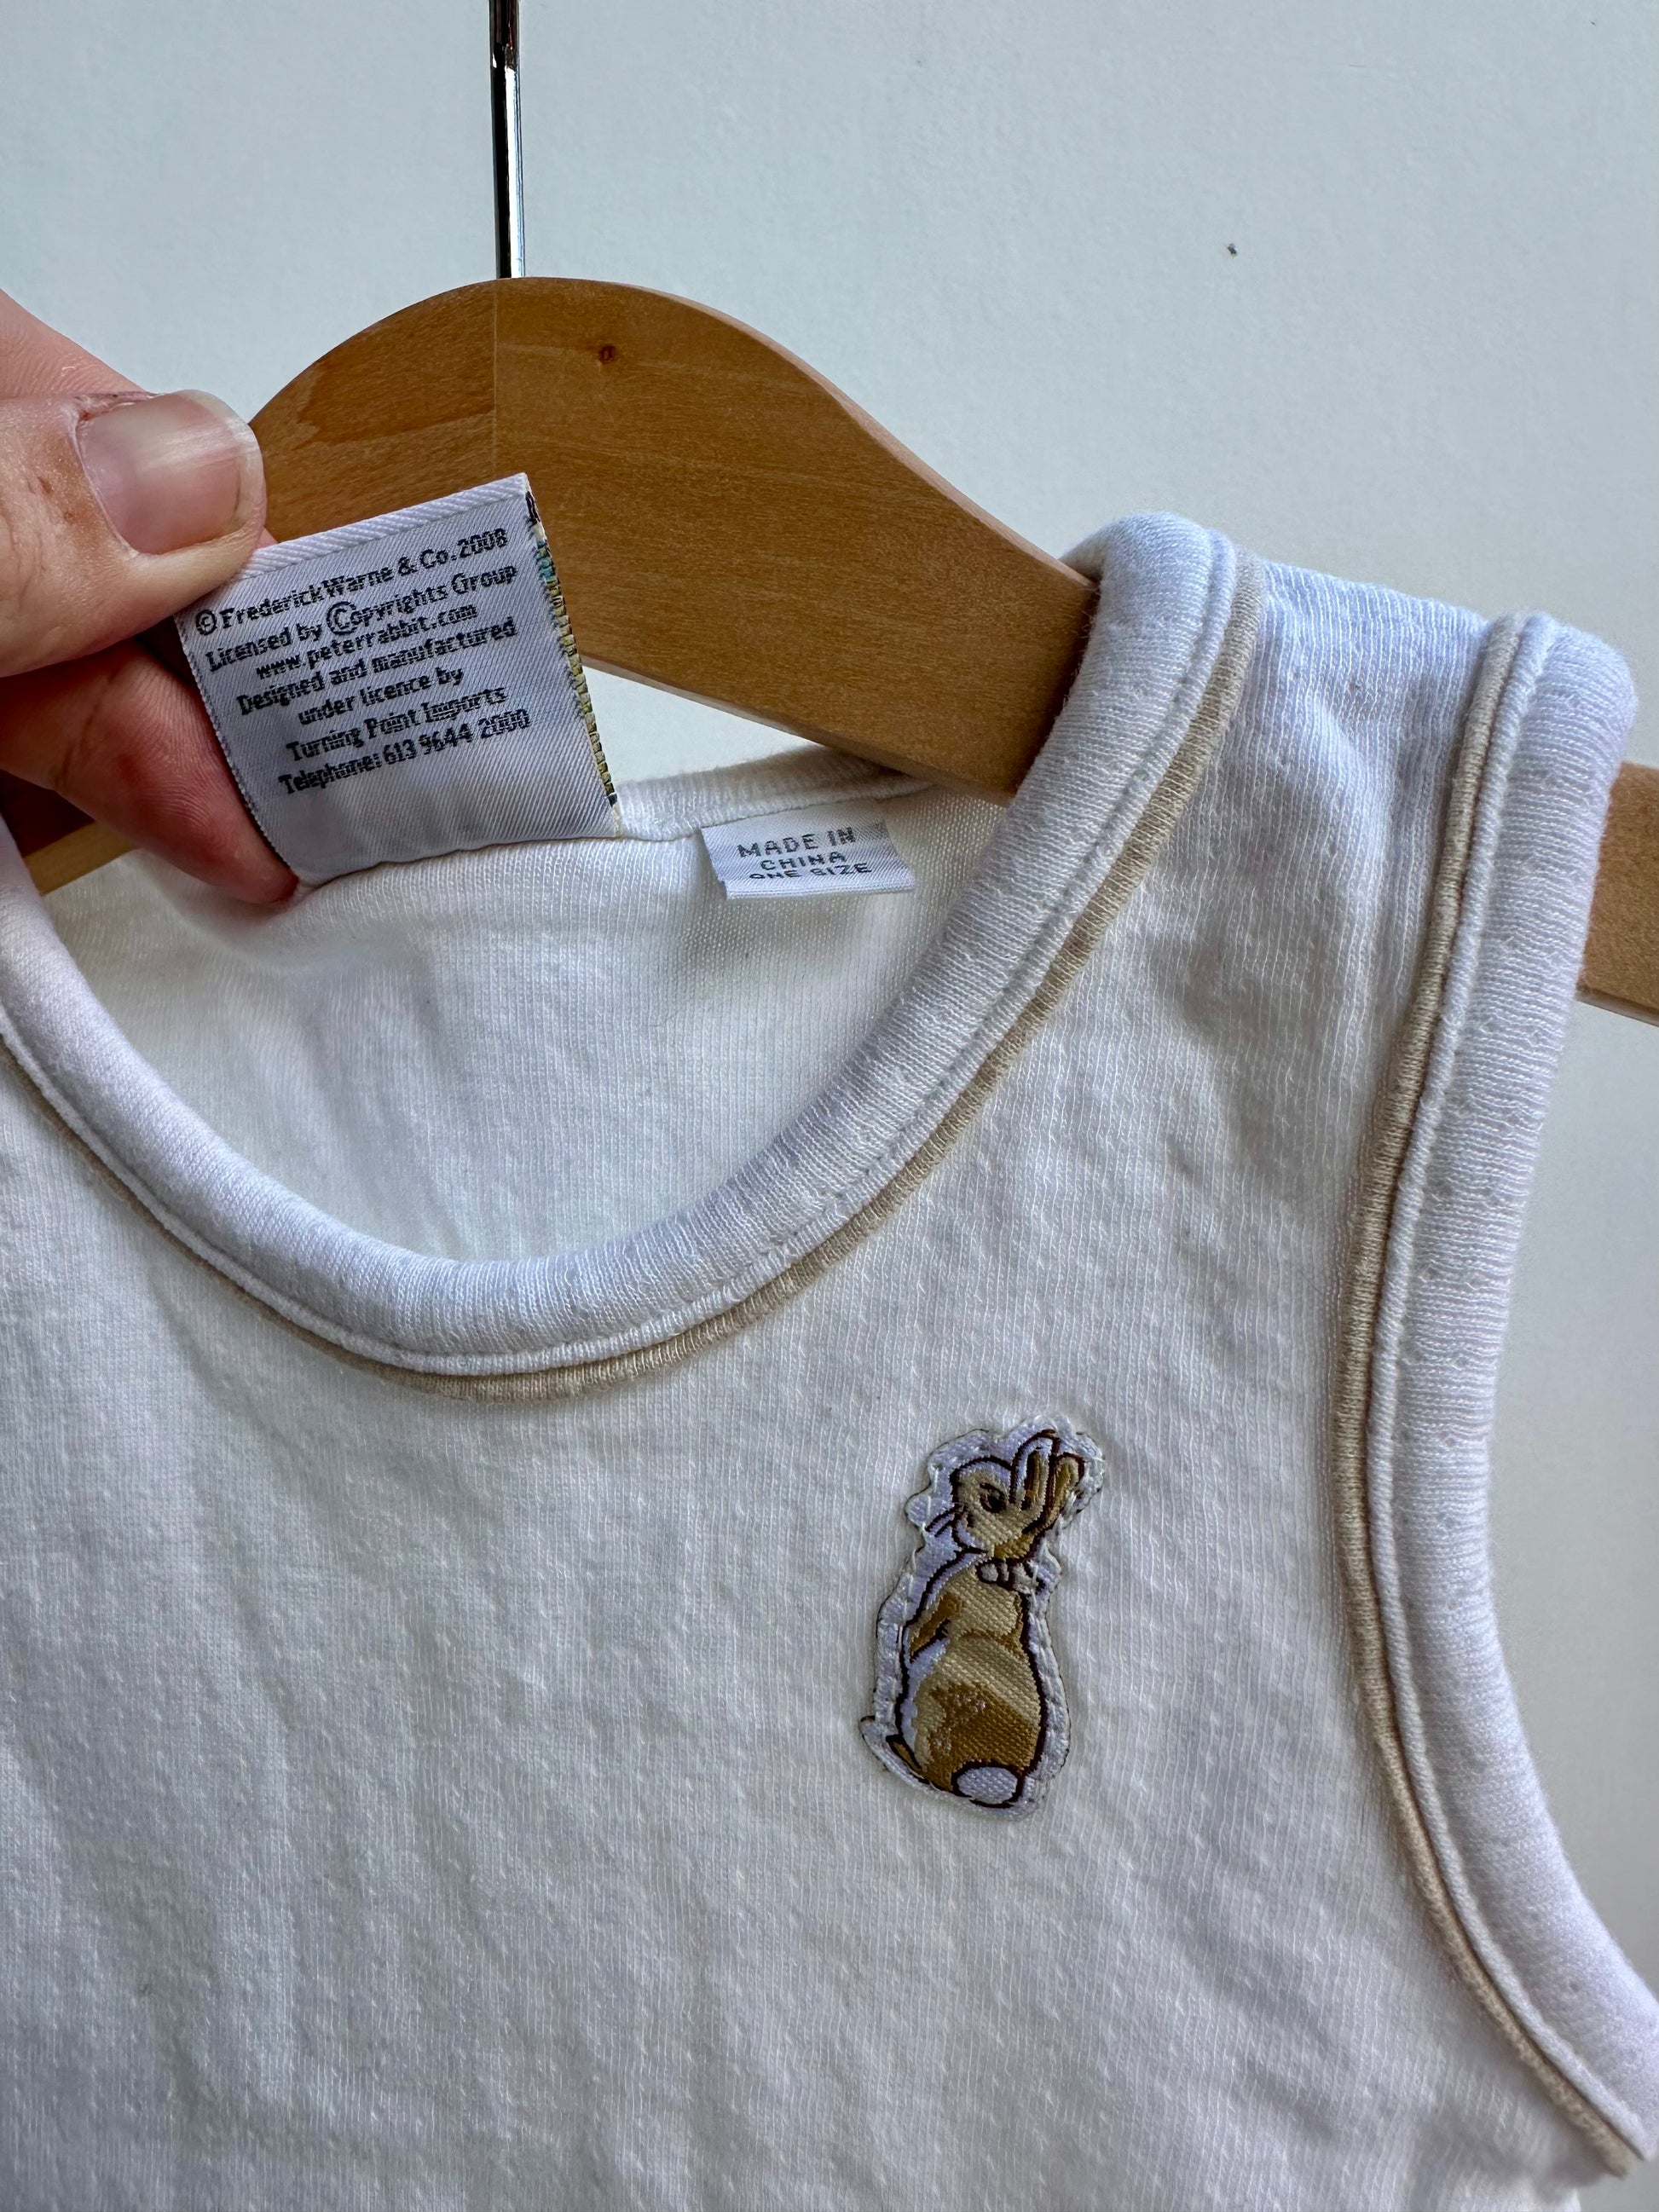 ©Frederick Warne & Co. 2008
Licensed by ©opyrights Group
www.peterrabbit.com
Designed and manufactured
under licence by
Turning Point Imports
Telephone: 613 9644 2000
MADE IN
CHINA
ONE SIZE